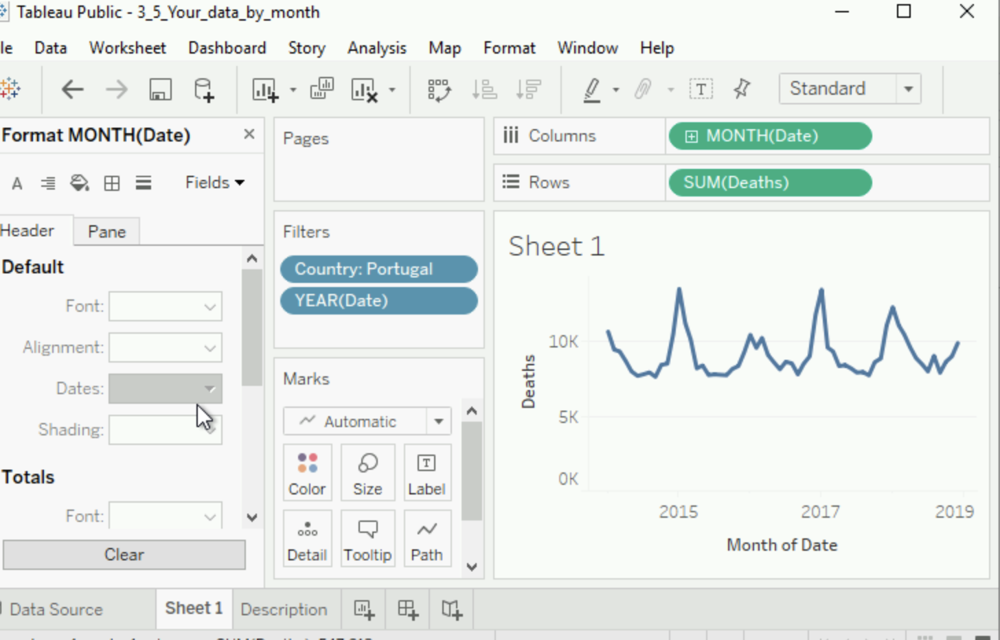 Tableau Public - 3_5_Your_data_by_month
le Data Worksheet Dashboard Story Analysis Map Format Window Help
Standard
Format MONTH(Date)
A Fields
Header Pane
Default
Font:
Alignment:
Dates:
Shading:
Totals
Font:
Clear
Pages
Filters
Country: Portugal
YEAR(Date)
Marks
Automatic
Color Size Label
Detail Tooltip Path
Columns MONTH(Date)
Rows SUM(Deaths)
Sheet 1
Deaths
10K
5K
0K
2015 2017 2019
Month of Date
Data Source Sheet 1 Description